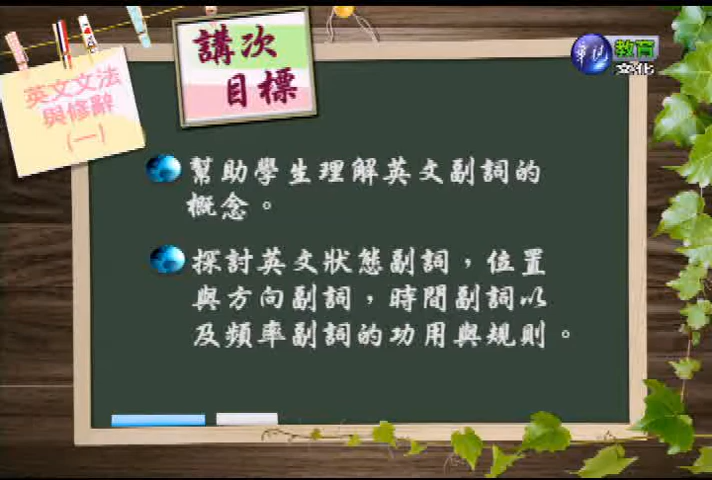 講次
目標
華視
教育
文化
英文文法
與修辭
(一)
幫助學生理解英文副詞的
概念。
探討英文狀態副詞，位置
與方向副詞，時間副詞以
及頻率副詞的功用與規則。